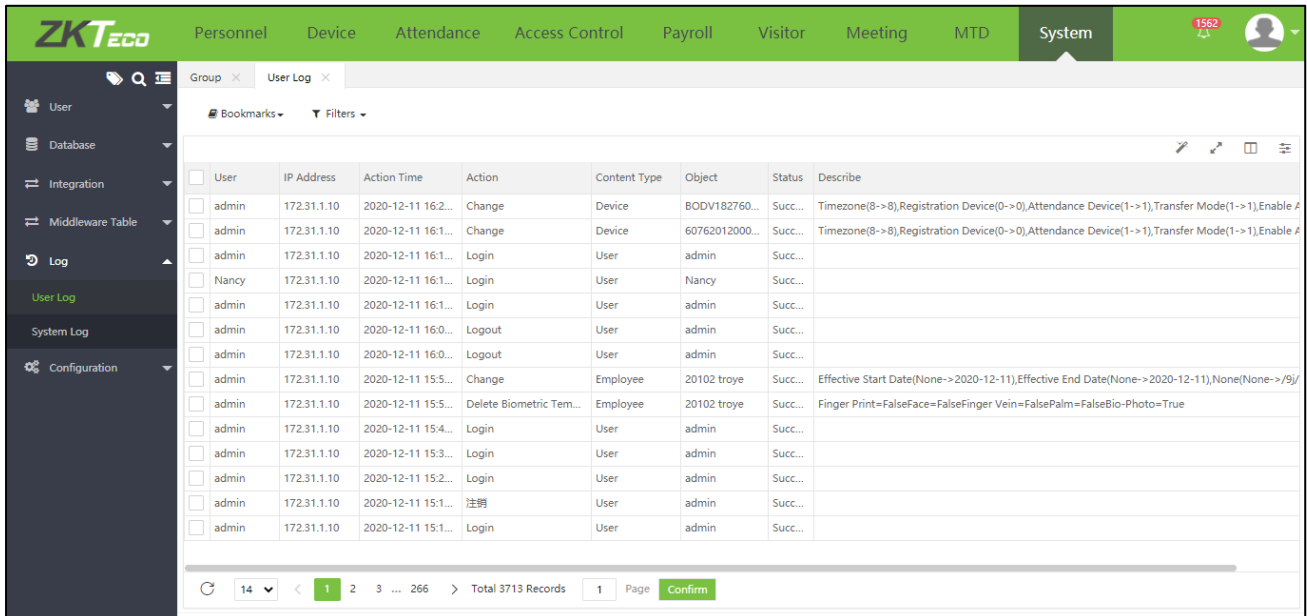 ZKTeco Personnel Device Attendance Access Control Payroll Visitor Meeting MTD System 1562
Group User Log
User
Database
Integration
Middleware Table
Log
User Log
System Log
Configuration
Bookmarks Filters
User IP Address Action Time Action Content Type Object Status Describe
admin 172.31.1.10 2020-12-11 16:2... Change Device BODV182760... Succ... Timezone(8->8),Registration Device(0->0),Attendance Device(1->1),Transfer Mode(1->1),Enable A
admin 172.31.1.10 2020-12-11 16:1... Change Device 60762012000... Succ... Timezone(8->8),Registration Device(0->0),Attendance Device(1->1),Transfer Mode(1->1),Enable A
admin 172.31.1.10 2020-12-11 16:1... Login User admin Succ...
Nancy 172.31.1.10 2020-12-11 16:1... Login User Nancy Succ...
admin 172.31.1.10 2020-12-11 16:1... Login User admin Succ...
admin 172.31.1.10 2020-12-11 16:0... Logout User admin Succ...
admin 172.31.1.10 2020-12-11 16:0... Logout User admin Succ...
admin 172.31.1.10 2020-12-11 15:5... Change Employee 20102 troye Succ... Effective Start Date(None->2020-12-11),Effective End Date(None->2020-12-11),None(None->/9j/
admin 172.31.1.10 2020-12-11 15:5... Delete Biometric Tem... Employee 20102 troye Succ... Finger Print=FalseFace=FalseFinger Vein=FalsePalm=FalseBio-Photo=True
admin 172.31.1.10 2020-12-11 15:4... Login User admin Succ...
admin 172.31.1.10 2020-12-11 15:3... Login User admin Succ...
admin 172.31.1.10 2020-12-11 15:2... Login User admin Succ...
admin 172.31.1.10 2020-12-11 15:1... 注销 User admin Succ...
admin 172.31.1.10 2020-12-11 15:1... Login User admin Succ...
14 < 1 2 3 ... 266 > Total 3713 Records 1 Page Confirm